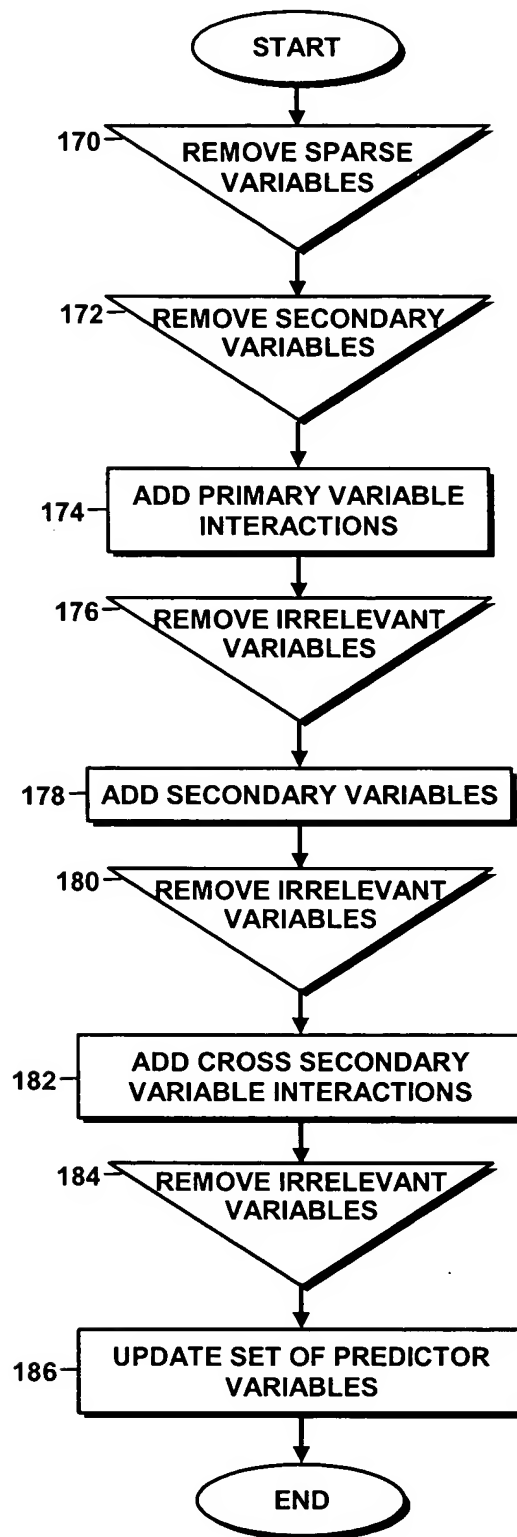 START
170
REMOVE SPARSE
VARIABLES
172
REMOVE SECONDARY
VARIABLES
174
ADD PRIMARY VARIABLE
INTERACTIONS
176
REMOVE IRRELEVANT
VARIABLES
178
ADD SECONDARY VARIABLES
180
REMOVE IRRELEVANT
VARIABLES
182
ADD CROSS SECONDARY
VARIABLE INTERACTIONS
184
REMOVE IRRELEVANT
VARIABLES
186
UPDATE SET OF PREDICTOR
VARIABLES
END